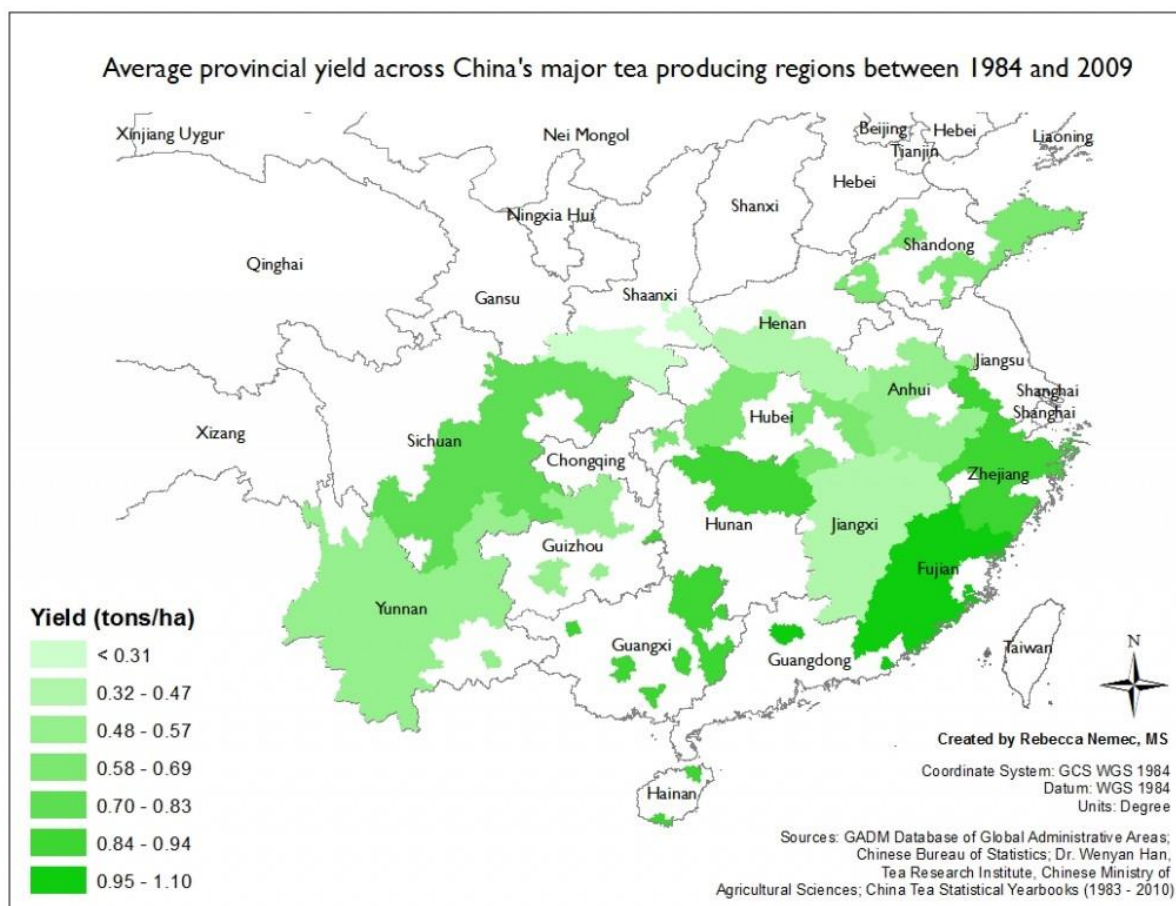 Average provincial yield across China's major tea producing regions between 1984 and 2009
Xinjiang Uygur
Nei Mongol
Beijing
Hebei
Liaoning
Tianjin
Hebei
Ningxia Hui
Shanxi
Shandong
Qinghai
Gansu
Shaanxi
Henan
Jiangsu
Anhui
Shanghai
Shanghai
Hubei
Xizang
Sichuan
Chongqing
Zhejiang
Hunan
Jiangxi
Guizhou
Fujian
Yunnan
Guangxi
Guangdong
Taiwan
Hainan
N
Yield (tons/ha)
< 0.31
0.32 - 0.47
0.48 - 0.57
0.58 - 0.69
0.70 - 0.83
0.84 - 0.94
0.95 - 1.10
Created by Rebecca Nemec, MS
Coordinate System: GCS WGS 1984
Datum: WGS 1984
Units: Degree
Sources: GADM Database of Global Administrative Areas;
Chinese Bureau of Statistics; Dr. Wenyan Han,
Tea Research Institute, Chinese Ministry of
Agricultural Sciences; China Tea Statistical Yearbooks (1983 - 2010)